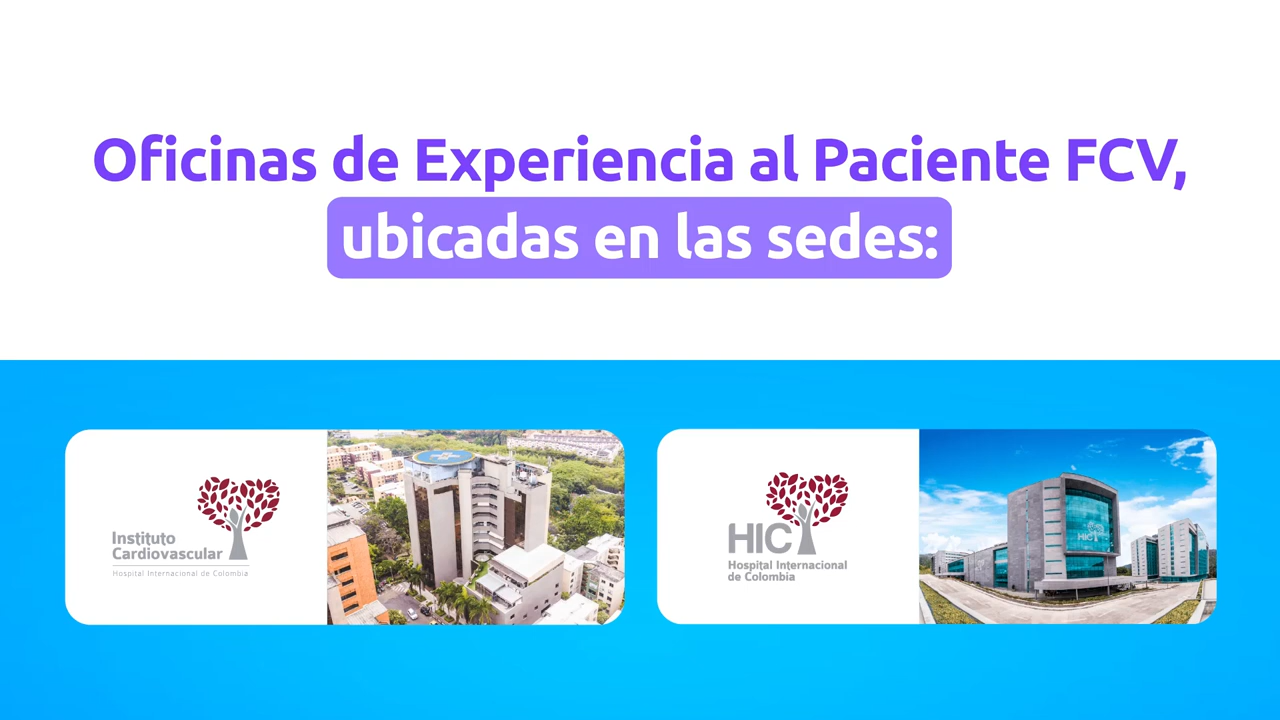 Oficinas de Experiencia al Paciente FCV,
ubicadas en las sedes:
Instituto
Cardiovascular
Hospital Internacional de Colombia
HIC
Hospital Internacional
de Colombia
HIC